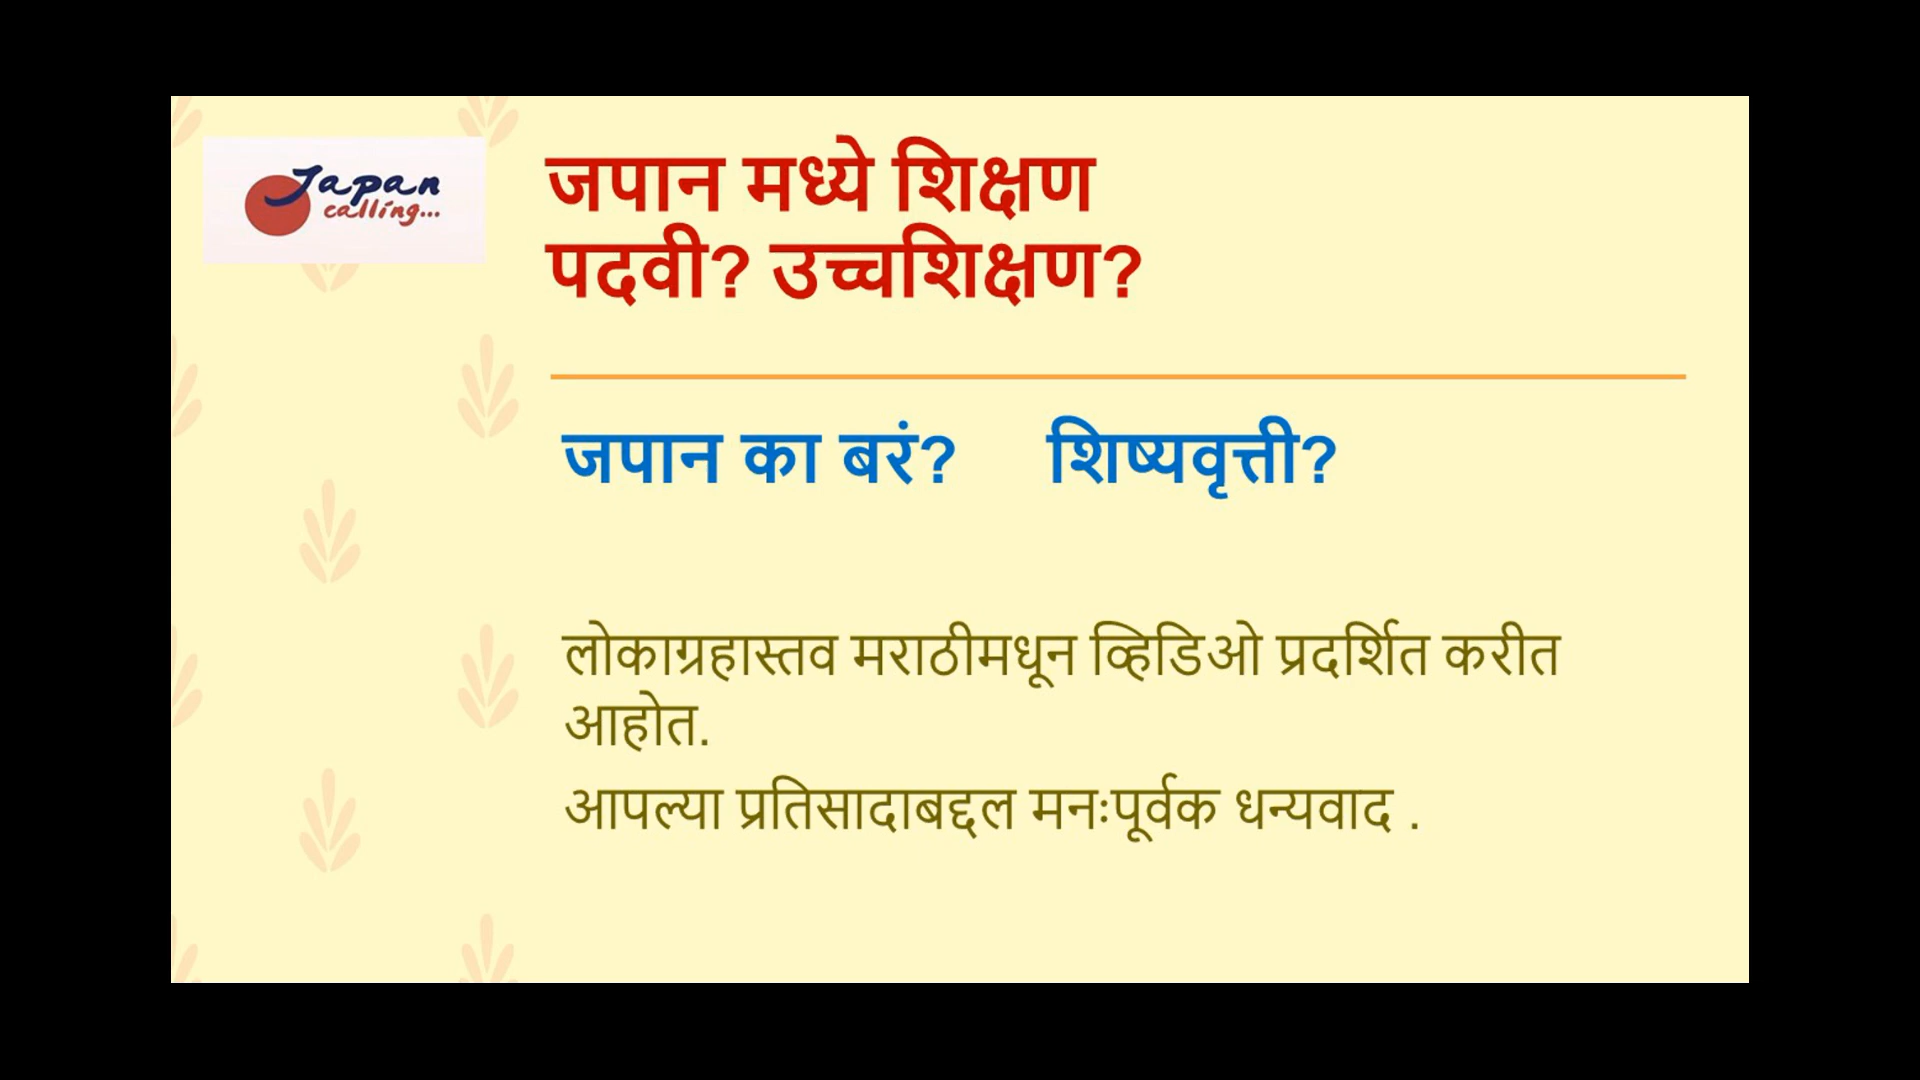 Japan
calling...
जपान मध्ये शिक्षण
पदवी? उच्चशिक्षण?
जपान का बरं? शिष्यवृत्ती?
लोकाग्रहास्तव मराठीमधून व्हिडिओ प्रदर्शित करीत
आहोत.
आपल्या प्रतिसादाबद्दल मनःपूर्वक धन्यवाद .